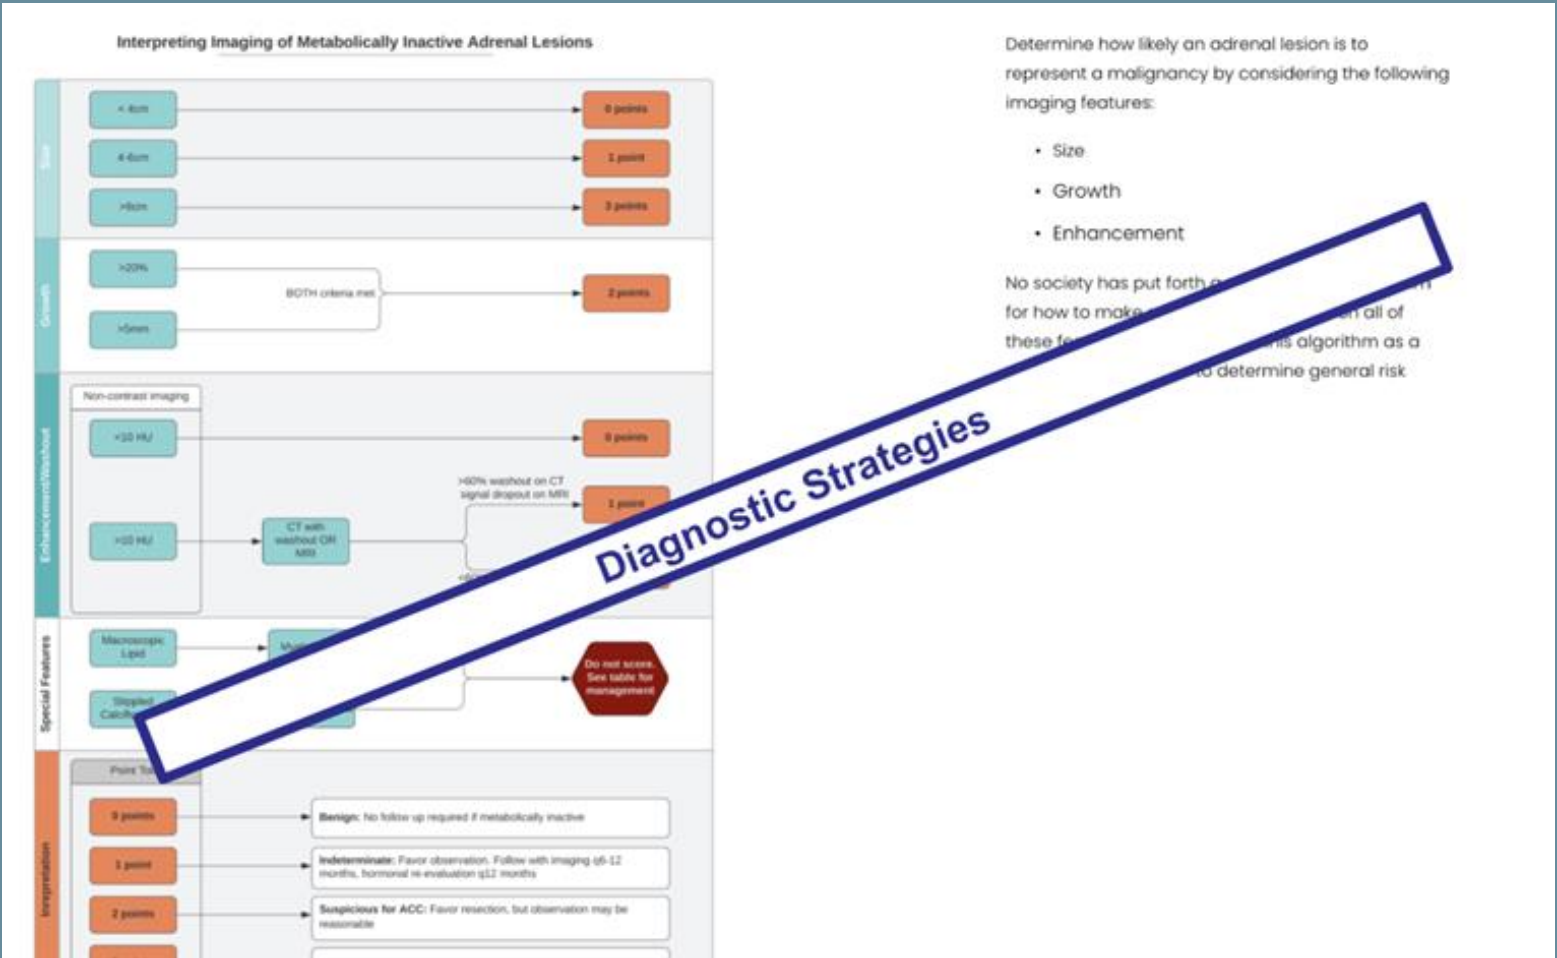 Interpreting Imaging of Metabolically Inactive Adrenal Lesions
Size
< 4cm
0 points
4-6cm
1 point
>6cm
3 points
Growth
>20%
BOTH criteria met
2 points
>5mm
Enhancement/Washout
Non-contrast imaging
<10 HU
0 points
>10 HU
CT with
washout OR
MRI
>60% washout on CT
signal dropout on MRI
1 point
Special Features
Macroscopic
Lipid
Stippled
Do not score.
See table for
management
Inrepretation
Point
0 points
Benign: No follow up required if metabolically inactive
1 point
Indeterminate: Favor observation. Follow with imaging q6-12
months, hormonal re-evaluation q12 months
2 points
Suspicious for ACC: Favor resection, but observation may be
reasonable
Diagnostic Strategies
Determine how likely an adrenal lesion is to
represent a malignancy by considering the following
imaging features:
• Size
• Growth
• Enhancement
No society has put forth
for how to make all of
these algorithm as a
to determine general risk